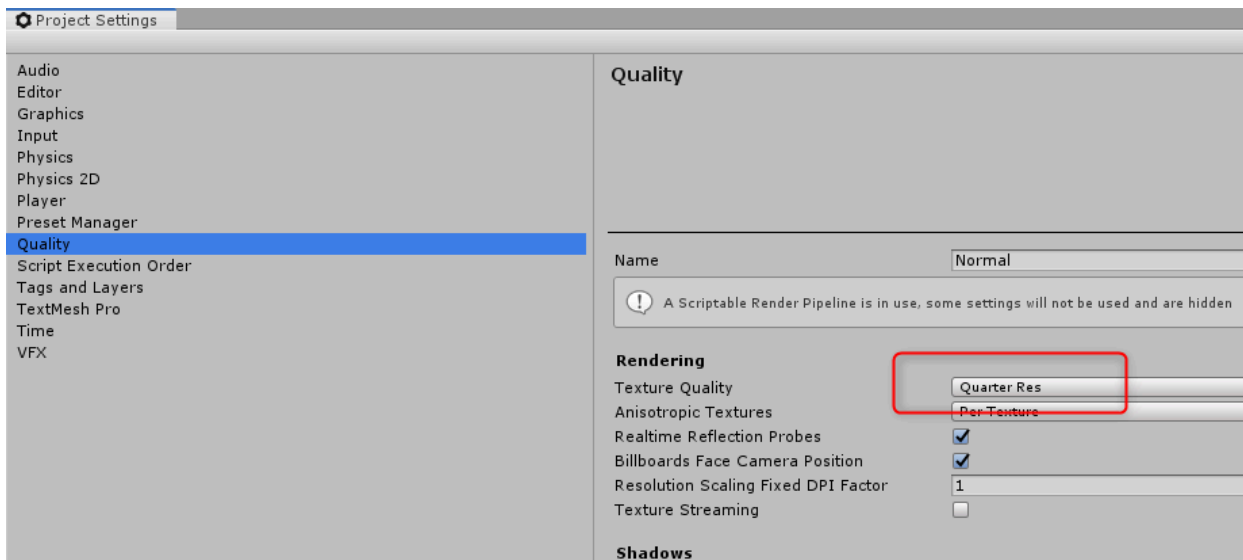 Project Settings
Audio
Editor
Graphics
Input
Physics
Physics 2D
Player
Preset Manager
Quality
Script Execution Order
Tags and Layers
TextMesh Pro
Time
VFX
Quality
Name Normal
A Scriptable Render Pipeline is in use, some settings will not be used and are hidden
Rendering
Texture Quality Quarter Res
Anisotropic Textures Per Texture
Realtime Reflection Probes
Billboards Face Camera Position
Resolution Scaling Fixed DPI Factor 1
Texture Streaming
Shadows